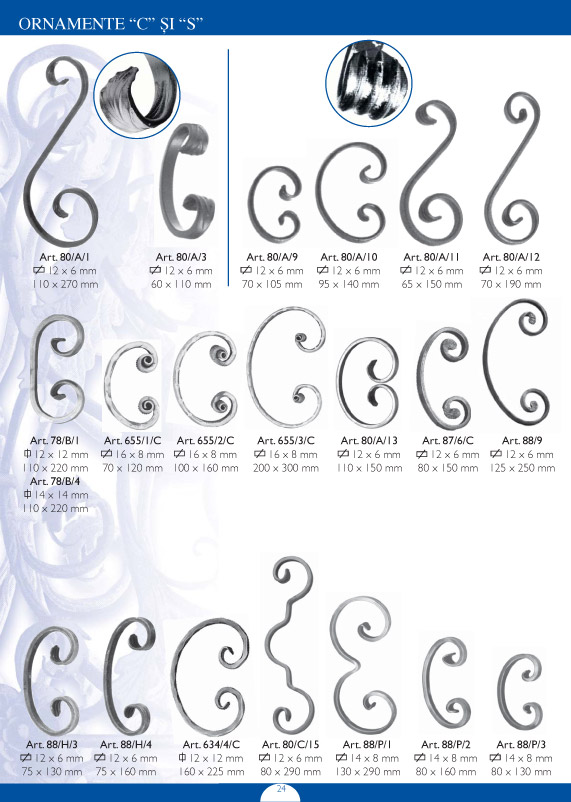 ORNAMENTE “C” ȘI “S”
Art. 80/A/1
12 x 6 mm
110 x 270 mm
Art. 80/A/3
12 x 6 mm
60 x 110 mm
Art. 80/A/9
12 x 6 mm
70 x 105 mm
Art. 80/A/10
12 x 6 mm
95 x 140 mm
Art. 80/A/11
12 x 6 mm
65 x 150 mm
Art. 80/A/12
12 x 6 mm
70 x 190 mm
Art. 78/B/1
12 x 12 mm
110 x 220 mm
Art. 78/B/4
14 x 14 mm
110 x 220 mm
Art. 655/1/C
16 x 8 mm
70 x 120 mm
Art. 655/2/C
16 x 8 mm
100 x 160 mm
Art. 655/3/C
16 x 8 mm
200 x 300 mm
Art. 80/A/13
12 x 6 mm
110 x 150 mm
Art. 87/6/C
12 x 6 mm
80 x 150 mm
Art. 88/9
12 x 6 mm
125 x 250 mm
Art. 88/H/3
12 x 6 mm
75 x 130 mm
Art. 88/H/4
12 x 6 mm
75 x 160 mm
Art. 634/4/C
12 x 12 mm
160 x 225 mm
Art. 80/C/15
12 x 6 mm
80 x 290 mm
Art. 88/P/1
14 x 8 mm
130 x 290 mm
Art. 88/P/2
14 x 8 mm
80 x 160 mm
Art. 88/P/3
14 x 8 mm
80 x 130 mm
24